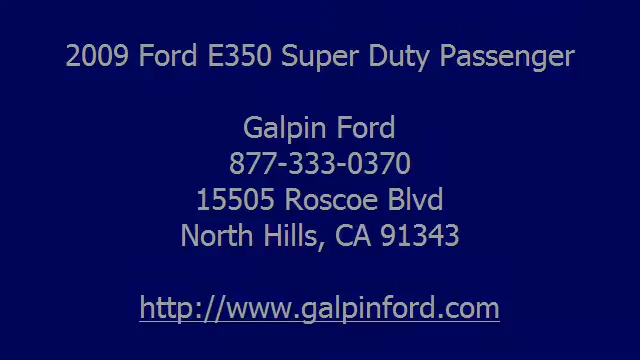 2009 Ford E350 Super Duty Passenger
Galpin Ford
877-333-0370
15505 Roscoe Blvd
North Hills, CA 91343
http://www.galpinford.com